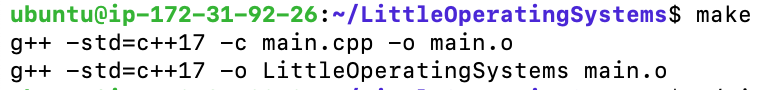 ubuntu@ip-172-31-92-26:~/LittleOperatingSystems$ make
g++ -std=c++17 -c main.cpp -o main.o
g++ -std=c++17 -o LittleOperatingSystems main.o